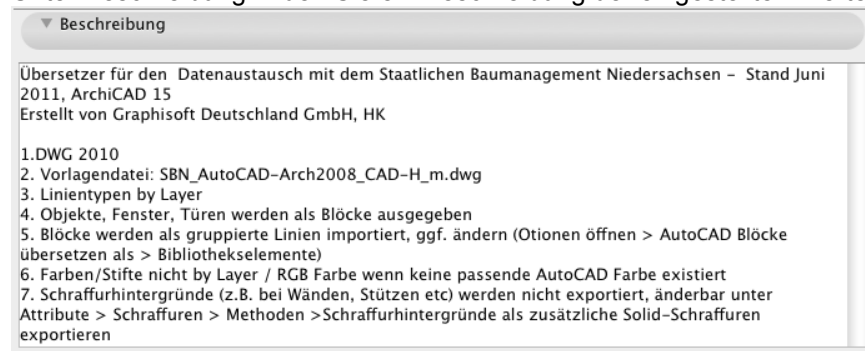 Beschreibung
Übersetzer für den  Datenaustausch mit dem Staatlichen Baumanagement Niedersachsen –  Stand Juni
2011, ArchiCAD 15
Erstellt von Graphisoft Deutschland GmbH, HK
1.DWG 2010
2. Vorlagendatei: SBN_AutoCAD-Arch2008_CAD-H_m.dwg
3. Linientypen by Layer
4. Objekte, Fenster, Türen werden als Blöcke ausgegeben
5. Blöcke werden als gruppierte Linien importiert, ggf. ändern (Otionen öffnen > AutoCAD Blöcke
übersetzen als > Bibliothekselemente)
6. Farben/Stifte nicht by Layer / RGB Farbe wenn keine passende AutoCAD Farbe existiert
7. Schraffurhintergründe (z.B. bei Wänden, Stützen etc) werden nicht exportiert, änderbar unter
Attribute > Schraffuren > Methoden >Schraffurhintergründe als zusätzliche Solid-Schraffuren
exportieren